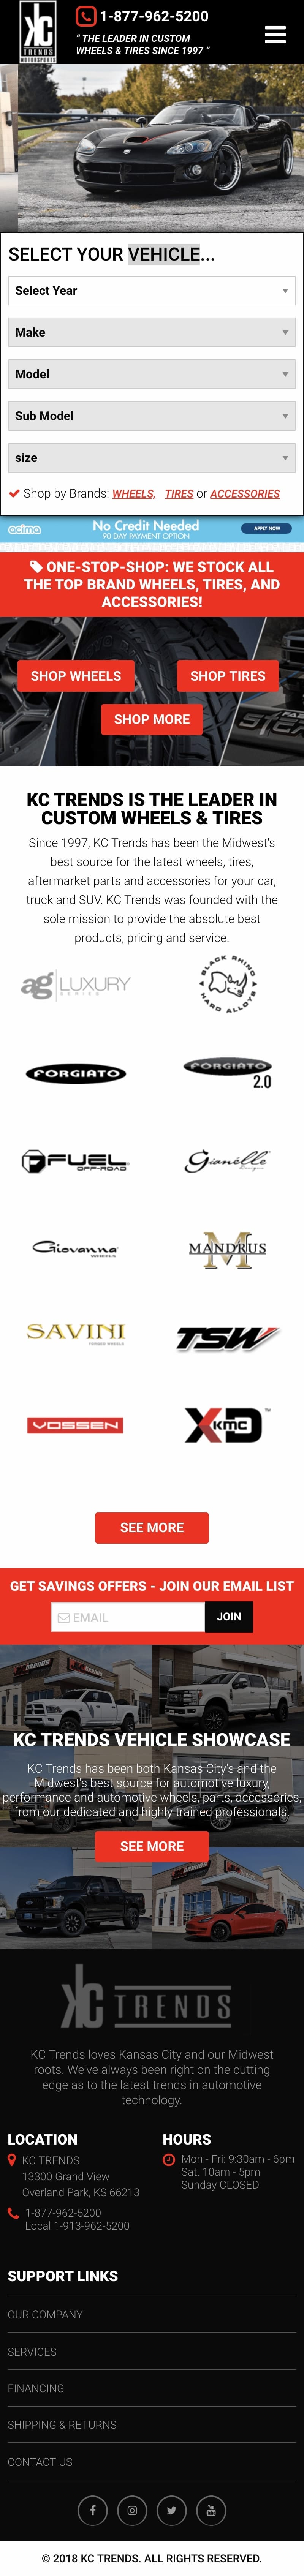 KC
TRENDS
MOTORSPORTS
1-877-962-5200
“ THE LEADER IN CUSTOM
WHEELS & TIRES SINCE 1997 ”
SELECT YOUR VEHICLE...
Select Year
Make
Model
Sub Model
size
Shop by Brands: WHEELS, TIRES or ACCESSORIES
acima
No Credit Needed
90 DAY PAYMENT OPTION
APPLY NOW
ONE-STOP-SHOP: WE STOCK ALL
THE TOP BRAND WHEELS, TIRES, AND
ACCESSORIES!
SHOP WHEELS
SHOP TIRES
SHOP MORE
KC TRENDS IS THE LEADER IN
CUSTOM WHEELS & TIRES
Since 1997, KC Trends has been the Midwest's
best source for the latest wheels, tires,
aftermarket parts and accessories for your car,
truck and SUV. KC Trends was founded with the
sole mission to provide the absolute best
products, pricing and service.
ag LUXURY
SERIES
BLACK RHINO
HARD ALLOYS
FORGIATO
FORGIATO
2.0
FUEL
OFF-ROAD
Gianelle
Designs
Giovanna
WHEELS
M
MANDRUS
SAVINI
FORGED WHEELS
TSW
VOSSEN
XD
KMC
TM
SEE MORE
GET SAVINGS OFFERS - JOIN OUR EMAIL LIST
EMAIL
JOIN
KC TRENDS VEHICLE SHOWCASE
KC Trends has been both Kansas City's and the
Midwest's best source for automotive luxury,
performance and automotive wheels, parts, accessories,
from our dedicated and highly trained professionals.
SEE MORE
KC TRENDS
KC Trends loves Kansas City and our Midwest
roots. We've always been right on the cutting
edge as to the latest trends in automotive
technology.
LOCATION
KC TRENDS
13300 Grand View
Overland Park, KS 66213
1-877-962-5200
Local 1-913-962-5200
HOURS
Mon - Fri: 9:30am - 6pm
Sat. 10am - 5pm
Sunday CLOSED
SUPPORT LINKS
OUR COMPANY
SERVICES
FINANCING
SHIPPING & RETURNS
CONTACT US
© 2018 KC TRENDS. ALL RIGHTS RESERVED.